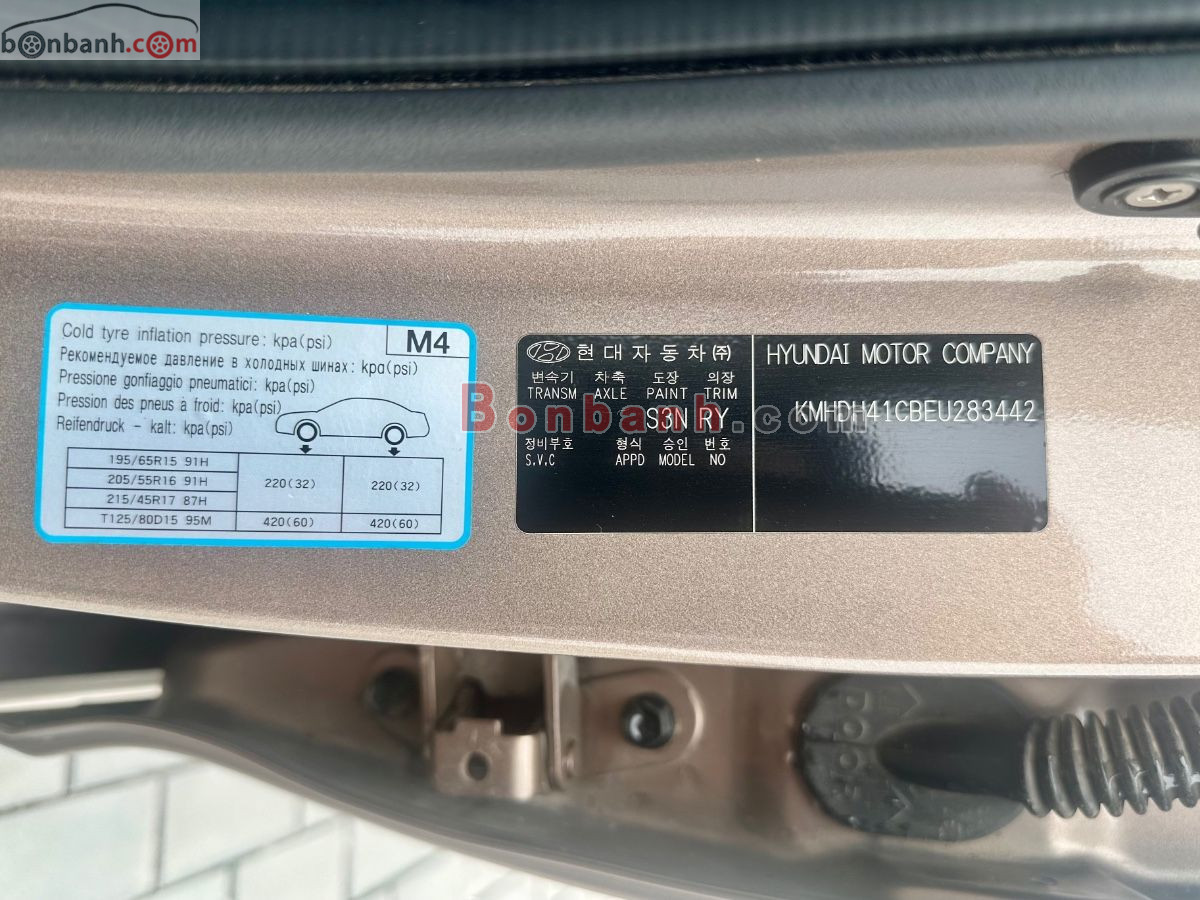 bonbanh.com
Cold tyre inflation pressure: kpa(psi)
M4
Рекомендуемое давление в холодных шинах: kpa(psi)
Pressione gonfiaggio pneumatici: kpa(psi)
Pression des pneus à froid: kpa(psi)
Reifendruck - kalt: kpa(psi)
195/65R15 91H
205/55R16 91H
215/45R17 87H
220(32) 220(32)
T125/80D15 95M 420(60) 420(60)
현대자동차(주)
변속기 차축 도장 의장
TRANSM AXLE PAINT TRIM
S3N RY
정비부호 형식 승인 번호
S.V.C APPD MODEL NO
HYUNDAI MOTOR COMPANY
KMHDH41CBEU283442
Bonbanh.com
DOOR